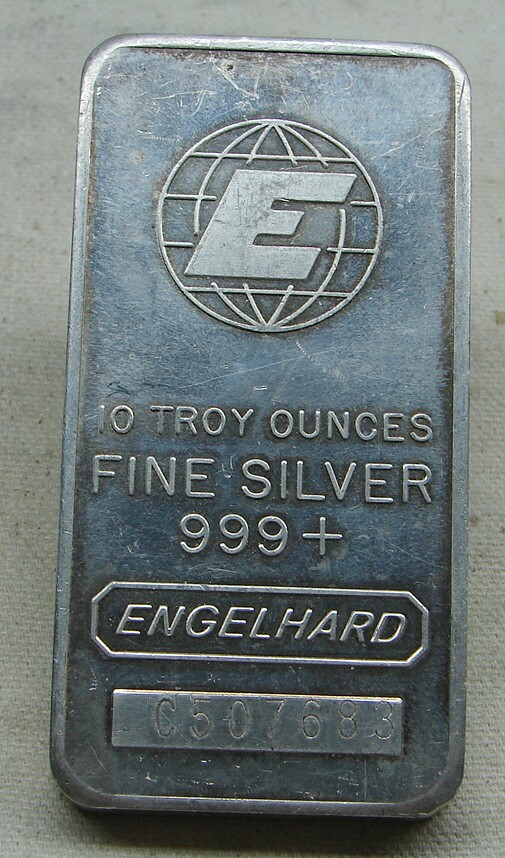 E
10 TROY OUNCES
FINE SILVER
999+
ENGELHARD
C507683